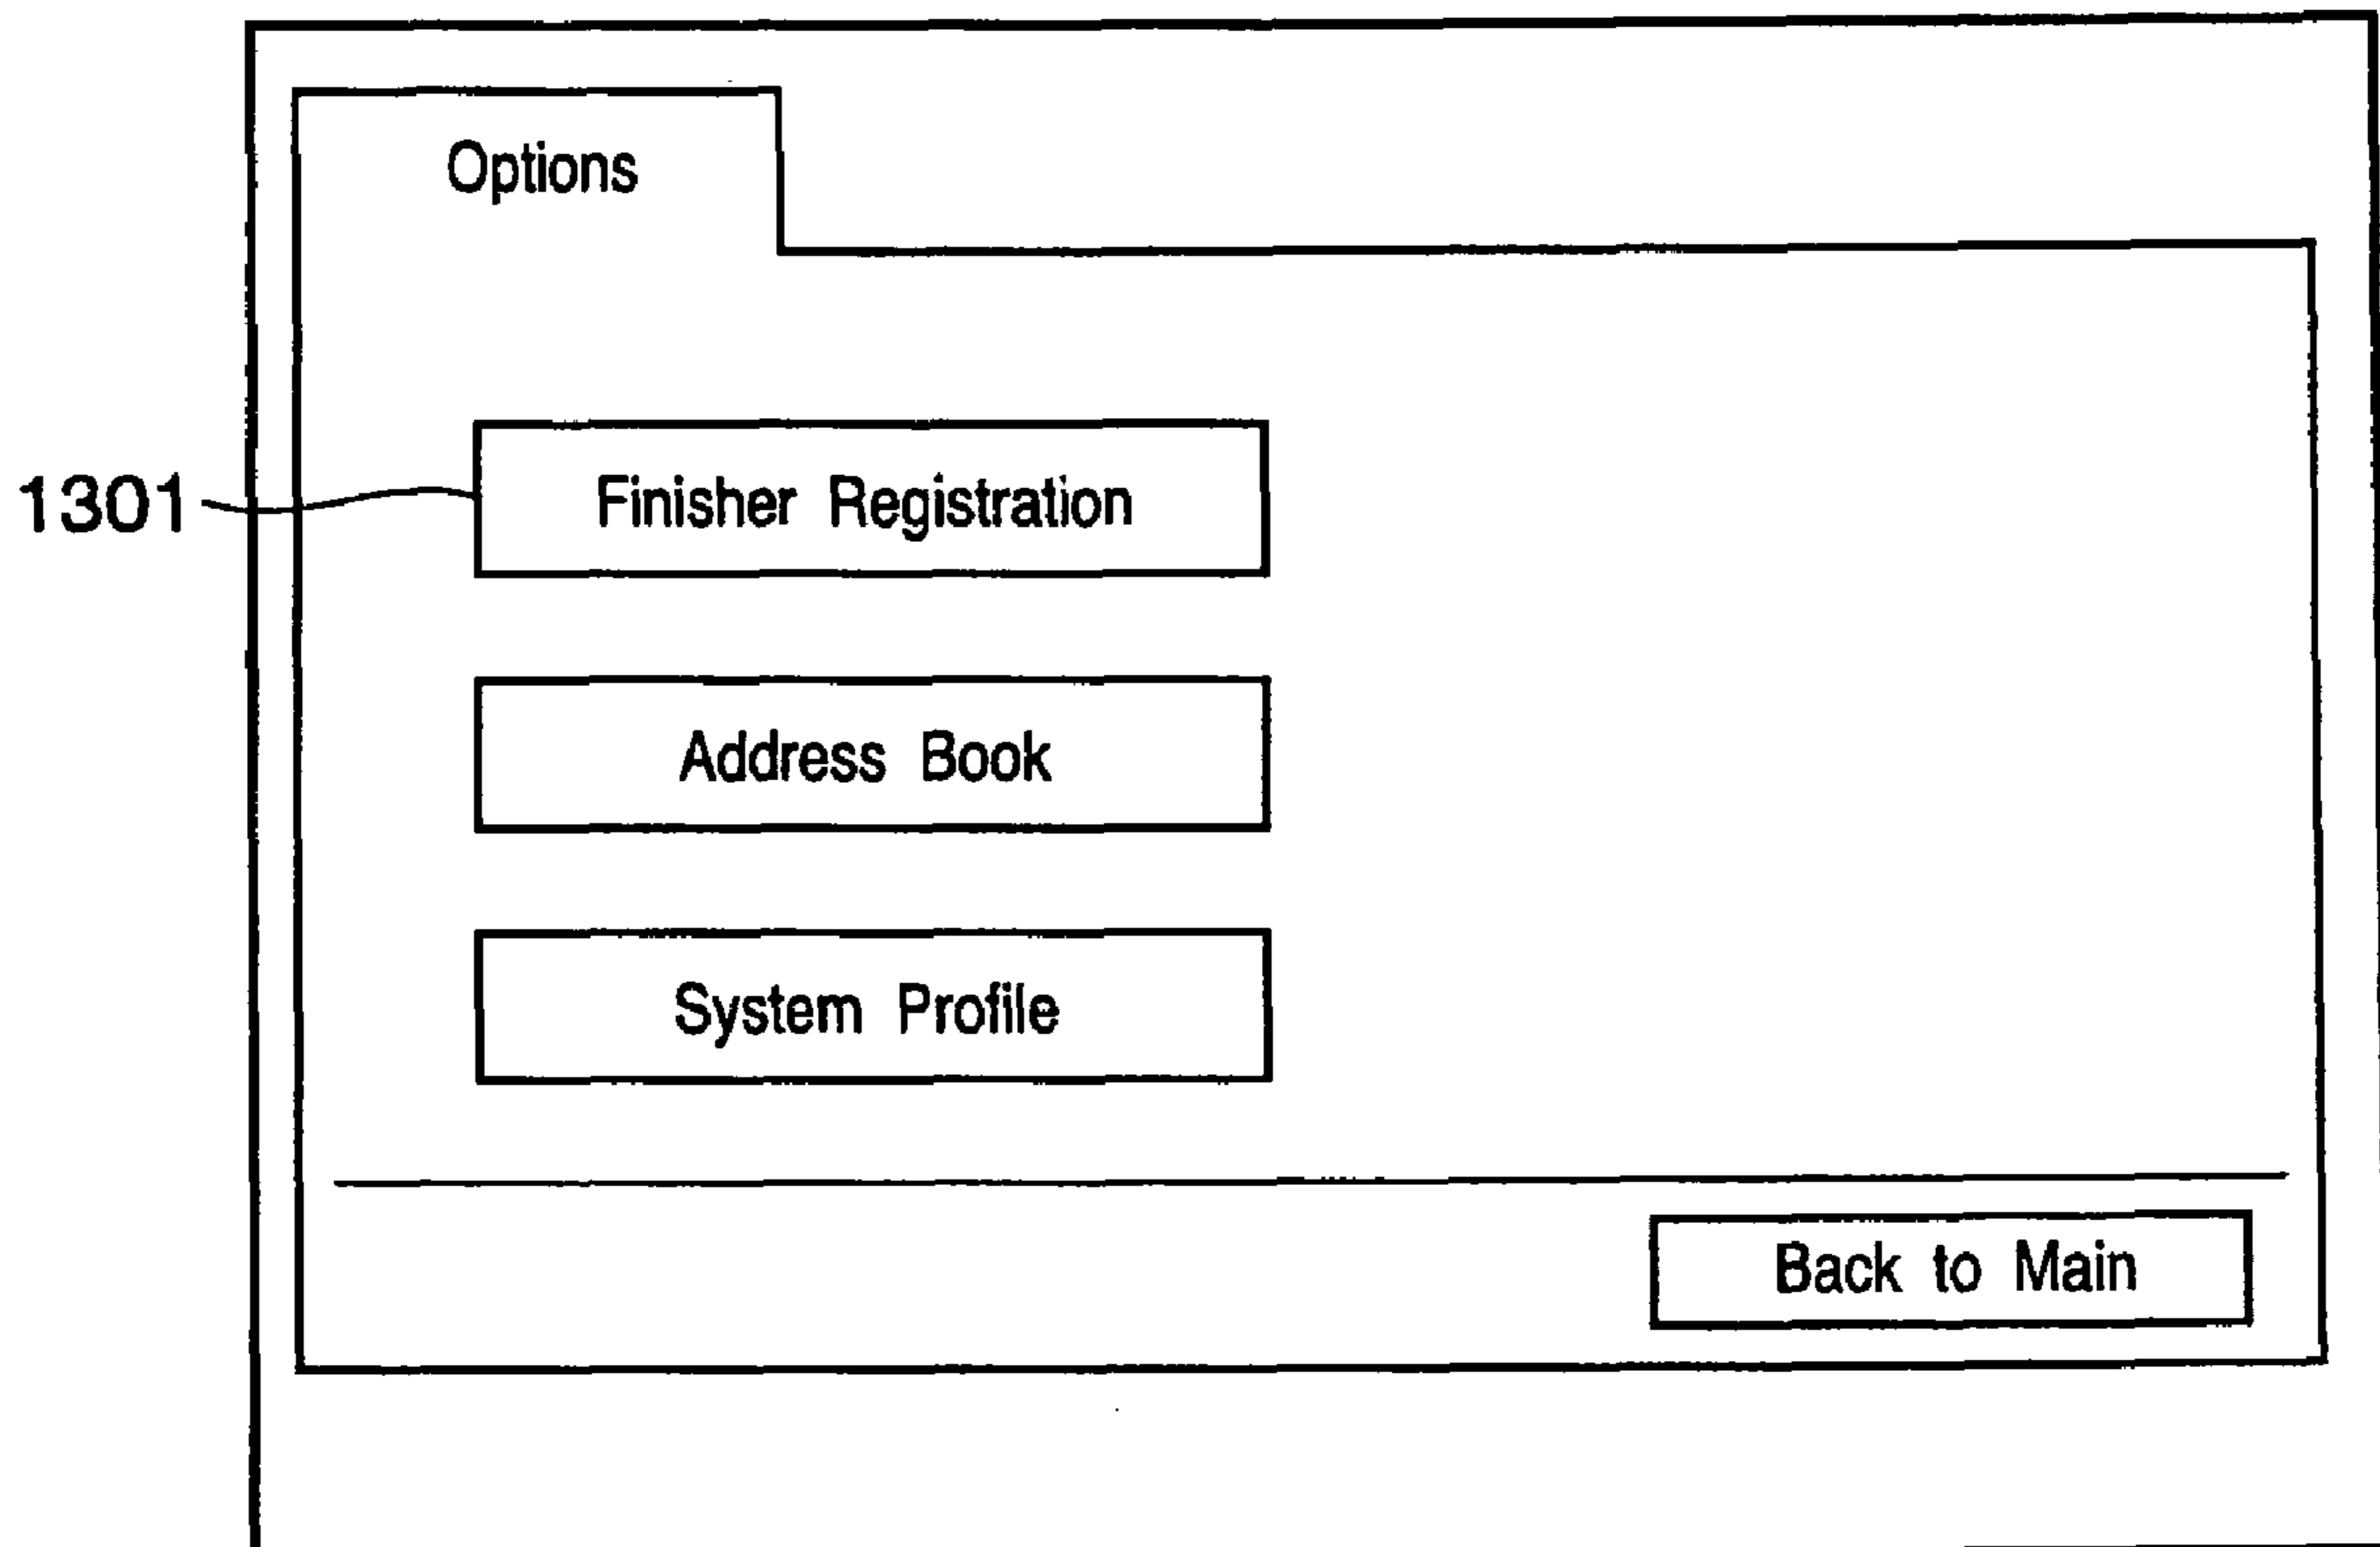 Options
1301
Finisher Registration
Address Book
System Profile
Back to Main